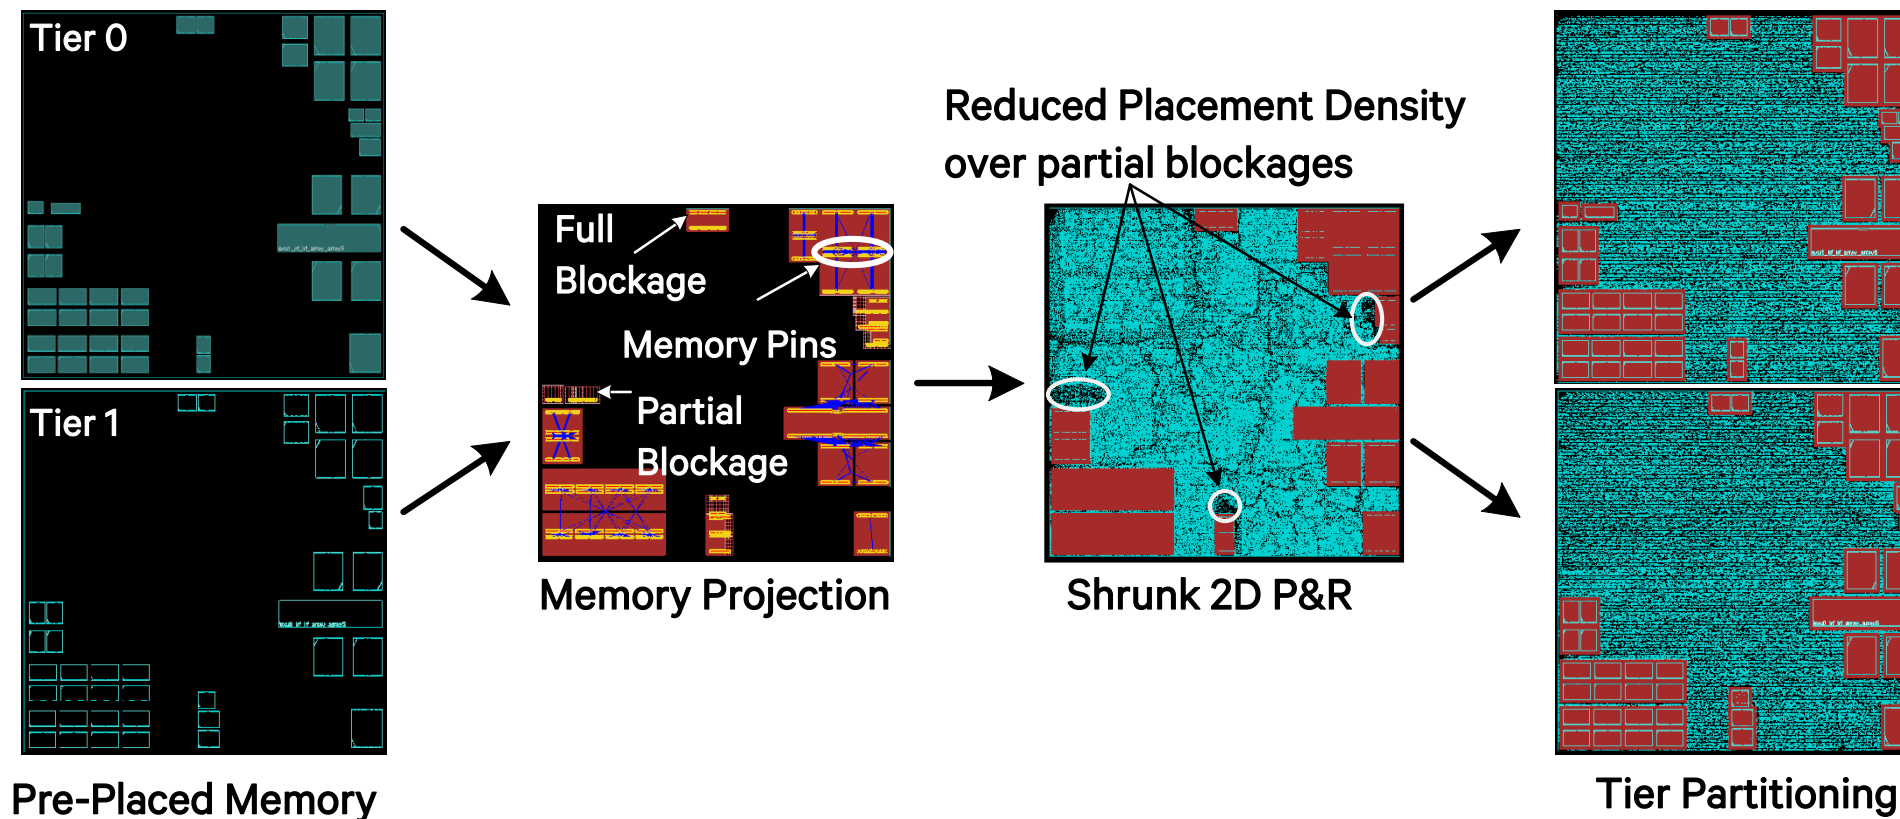 Tier 0
Tier 1
Pre-Placed Memory
Full
Blockage
Memory Pins
Partial
Blockage
Memory Projection
Reduced Placement Density
over partial blockages
Shrunk 2D P&R
Tier Partitioning